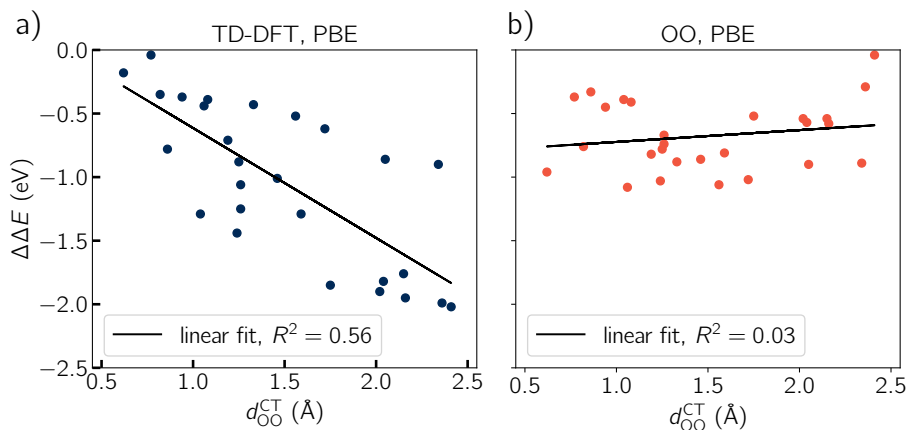 a)
TD-DFT, PBE
0.0
−0.5
−1.0
−1.5
−2.0
−2.5
ΔΔE (eV)
linear fit, R² = 0.56
0.5 1.0 1.5 2.0 2.5
d_OO^CT (Å)
b)
OO, PBE
linear fit, R² = 0.03
0.5 1.0 1.5 2.0 2.5
d_OO^CT (Å)